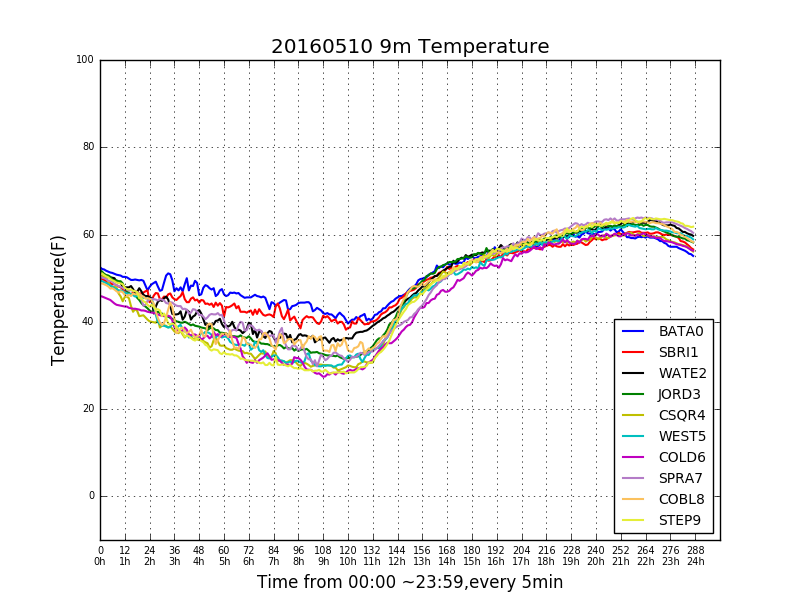 20160510 9m Temperature
Temperature(F)
100
80
60
40
20
0
BATA0
SBRI1
WATE2
JORD3
CSQR4
WEST5
COLD6
SPRA7
COBL8
STEP9
0 12 24 36 48 60 72 84 96 108 120 132 144 156 168 180 192 204 216 228 240 252 264 276 288
0h 1h 2h 3h 4h 5h 6h 7h 8h 9h 10h 11h 12h 13h 14h 15h 16h 17h 18h 19h 20h 21h 22h 23h 24h
Time from 00:00 ~23:59,every 5min